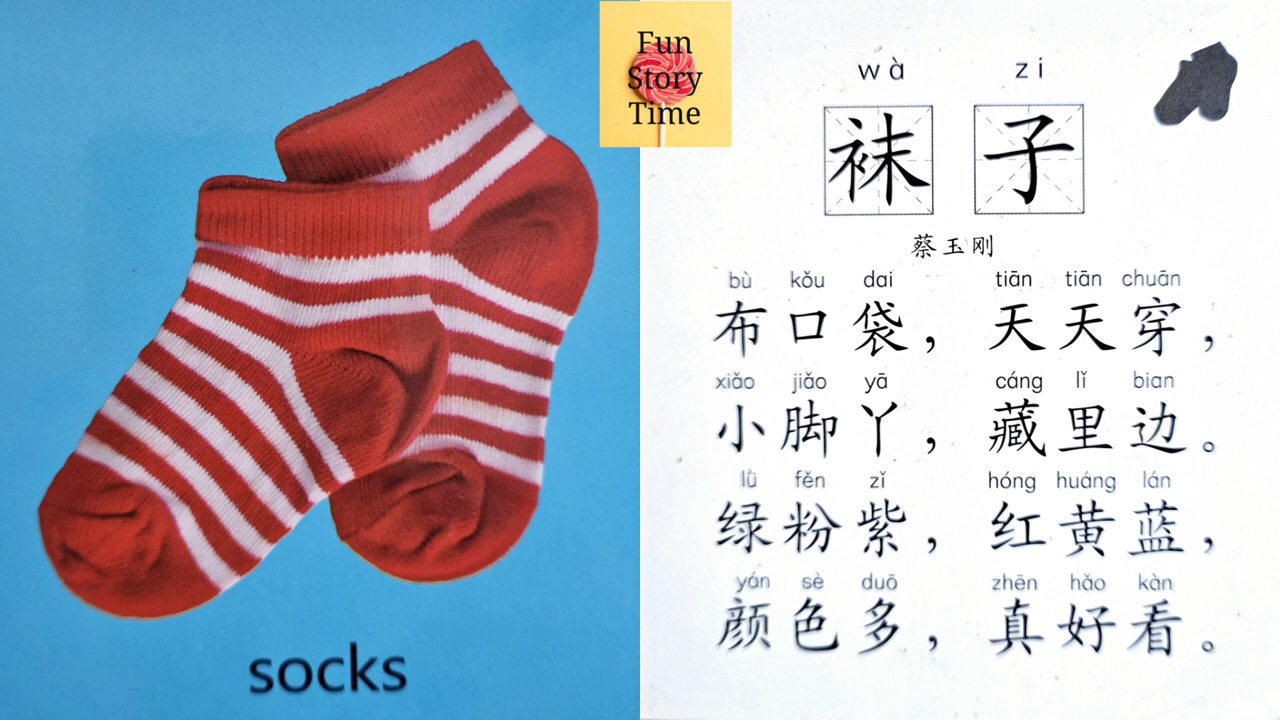 socks
Fun
Story
Time
wà zi
袜子
蔡玉刚
bù kǒu dai tiān tiān chuān
布口袋，天天穿，
xiǎo jiǎo yā cáng lǐ bian
小脚丫，藏里边。
lǜ fěn zǐ hóng huáng lán
绿粉紫，红黄蓝，
yán sè duō zhēn hǎo kàn
颜色多，真好看。